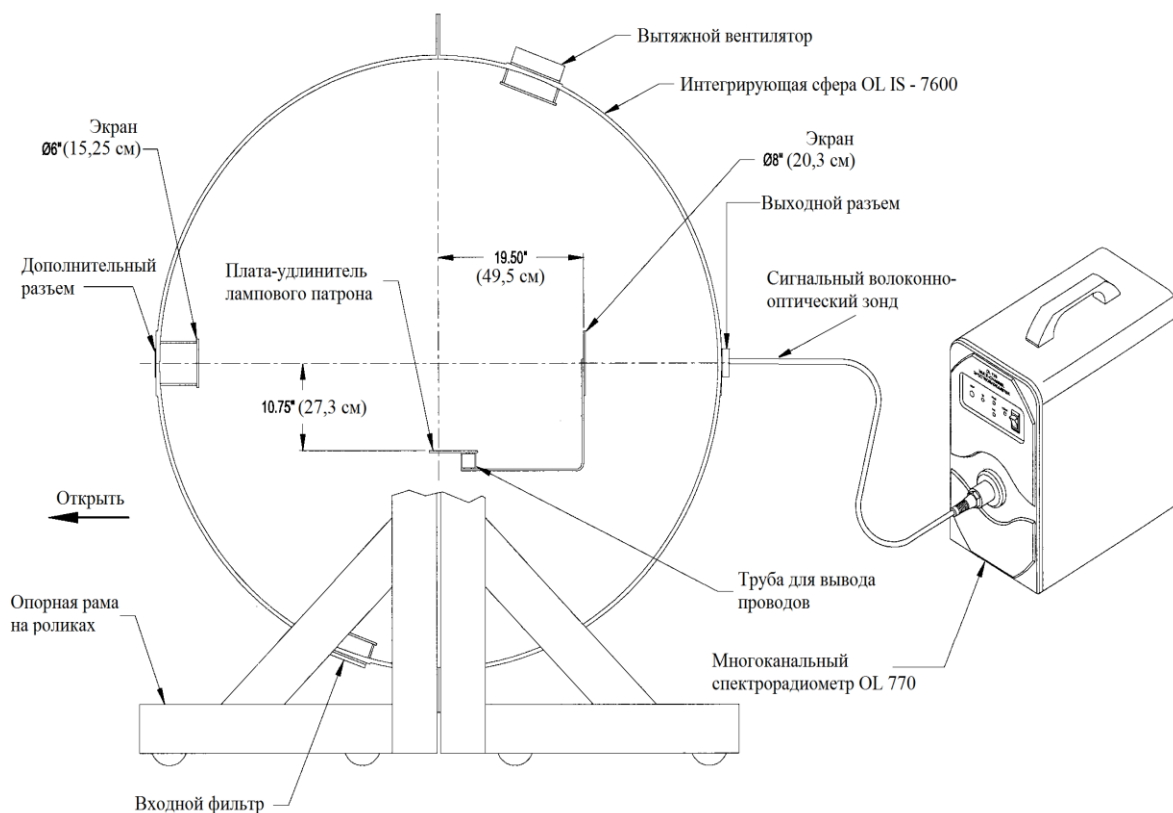 Вытяжной вентилятор
Интегрирующая сфера OL IS - 7600
Экран
Ø6" (15,25 см)
Экран
Ø8" (20,3 см)
Выходной разъем
Дополнительный
разъем
Плата-удлинитель
лампового патрона
19.50"
(49,5 см)
Сигнальный волоконно-
оптический зонд
10.75" (27,3 см)
Открыть
Труба для вывода
проводов
Опорная рама
на роликах
Многоканальный
спектрорадиометр OL 770
Входной фильтр